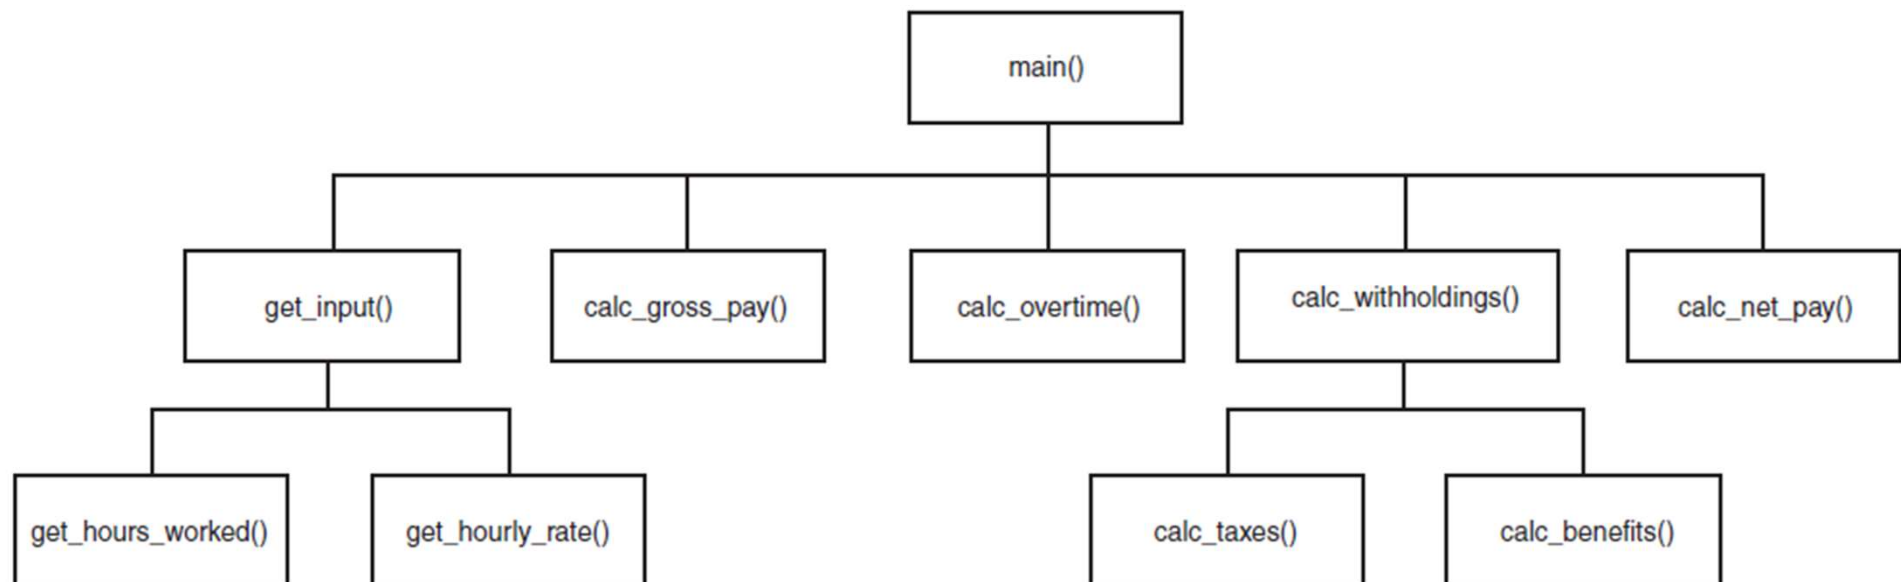 main()
get_input()
calc_gross_pay()
calc_overtime()
calc_withholdings()
calc_net_pay()
get_hours_worked()
get_hourly_rate()
calc_taxes()
calc_benefits()